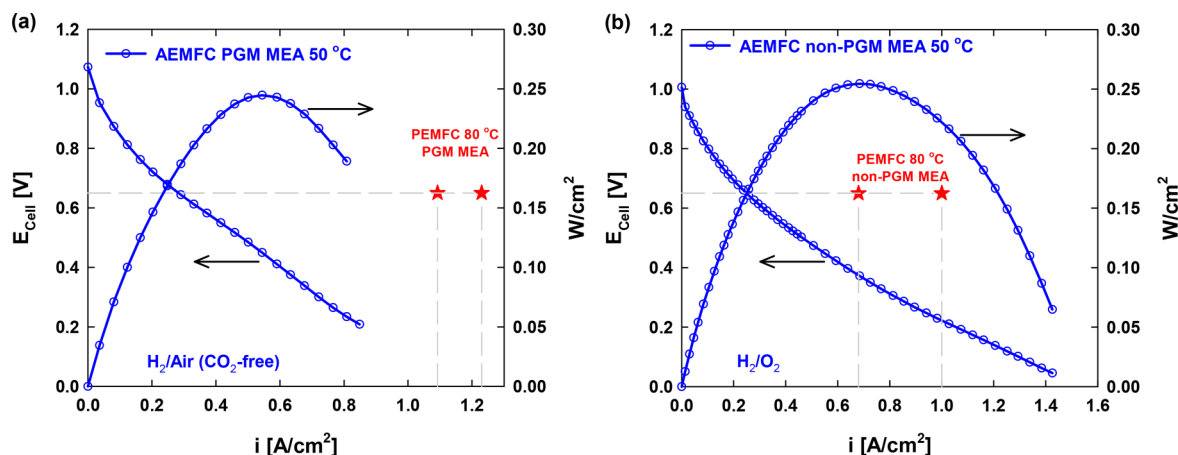 (a)
1.2
1.0
0.8
0.6
0.4
0.2
0.0
E_Cell [V]
AEMFC PGM MEA 50 °C
PEMFC 80 °C
PGM MEA
H₂/Air (CO₂-free)
0.30
0.25
0.20
0.15
0.10
0.05
0.00
W/cm²
0.0 0.2 0.4 0.6 0.8 1.0 1.2
i [A/cm²]
(b)
1.2
1.0
0.8
0.6
0.4
0.2
0.0
E_Cell [V]
AEMFC non-PGM MEA 50 °C
PEMFC 80 °C
non-PGM MEA
H₂/O₂
0.30
0.25
0.20
0.15
0.10
0.05
0.00
W/cm²
0.0 0.2 0.4 0.6 0.8 1.0 1.2 1.4 1.6
i [A/cm²]